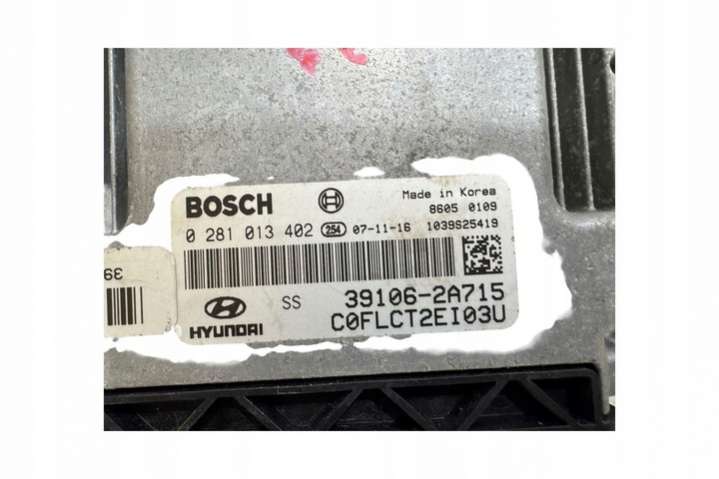 BOSCH
Made in Korea
8605 0109
0 281 013 402 254 07-11-16 1039S25419
39
HYUNDAI
SS 39106-2A715
C0FLCT2EI03U